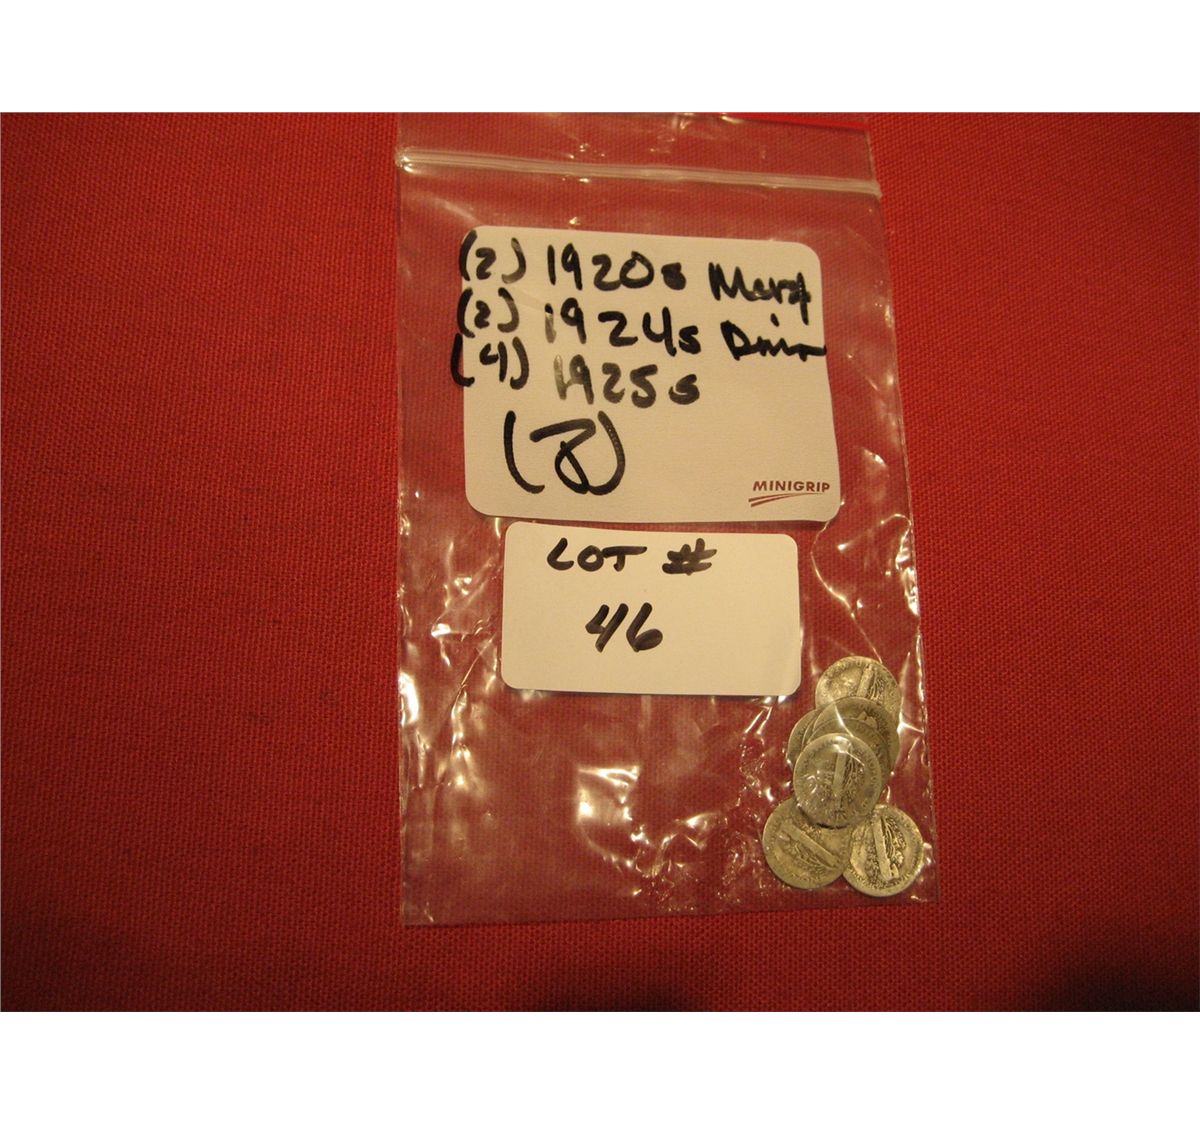 (2) 1920s Merc
(2) 1924s Dim
(4) 1925s
(8)
MINIGRIP
LOT #
46